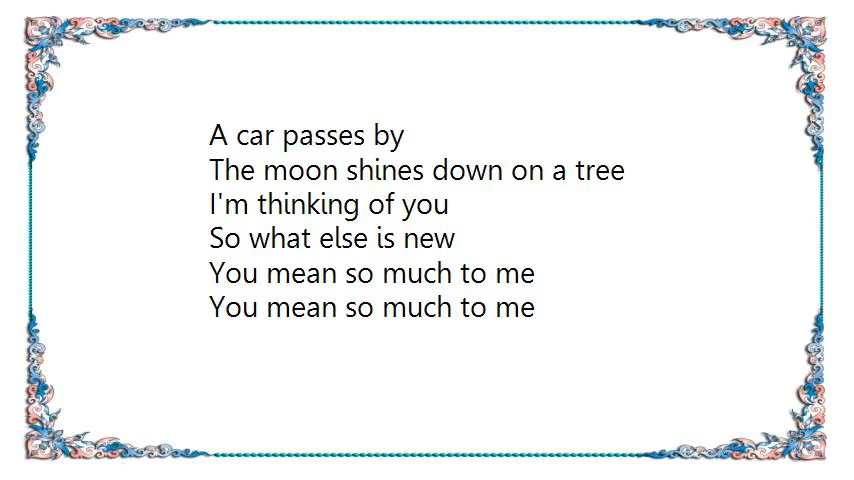 A car passes by
The moon shines down on a tree
I'm thinking of you
So what else is new
You mean so much to me
You mean so much to me